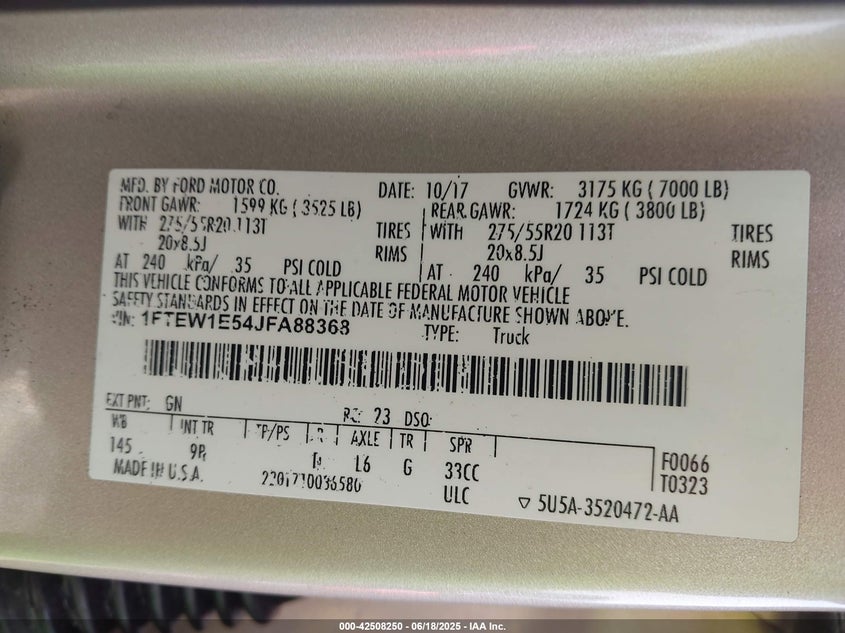 MFD. BY FORD MOTOR CO. DATE: 10/17 GVWR: 3175 KG ( 7000 LB)
FRONT GAWR: 1599 KG ( 3525 LB) REAR GAWR: 1724 KG ( 3800 LB)
WITH 275/55R20 113T TIRES WITH 275/55R20 113T TIRES
20x8.5J RIMS 20x8.5J RIMS
AT 240 kPa/ 35 PSI COLD AT 240 kPa/ 35 PSI COLD
THIS VEHICLE CONFORMS TO ALL APPLICABLE FEDERAL MOTOR VEHICLE
SAFETY STANDARDS IN EFFECT ON THE DATE OF MANUFACTURE SHOWN ABOVE.
VIN: 1FTEW1E54JFA88368 TYPE: Truck
EXT PNT: GN RC: 23 DSO:
WB INT TR TP/PS R AXLE TR SPR
145 9R L6 G 33CC F0066
MADE IN U.S.A. ULC T0323
▽ 5U5A-3520472-AA
000-42508250 - 06/18/2025 - IAA Inc.